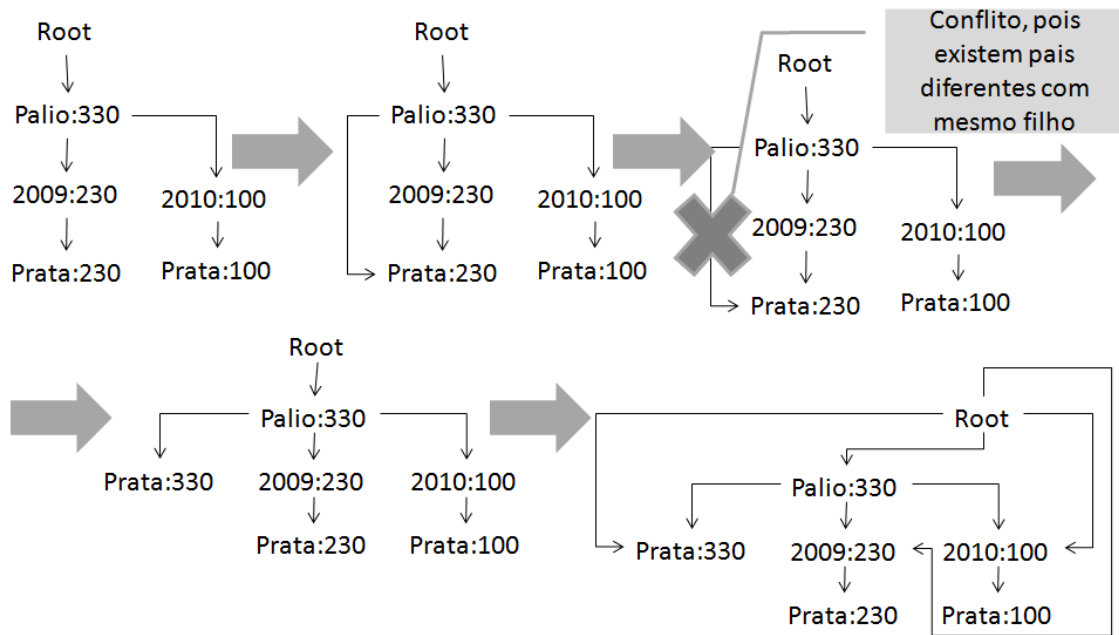 Root
Palio:330
2009:230
2010:100
Prata:230
Prata:100
Root
Palio:330
2009:230
2010:100
Prata:230
Prata:100
Conflito, pois
existem pais
diferentes com
mesmo filho
Root
Palio:330
2009:230
2010:100
Prata:230
Prata:100
Root
Palio:330
Prata:330
2009:230
2010:100
Prata:230
Prata:100
Root
Palio:330
Prata:330
2009:230
2010:100
Prata:230
Prata:100